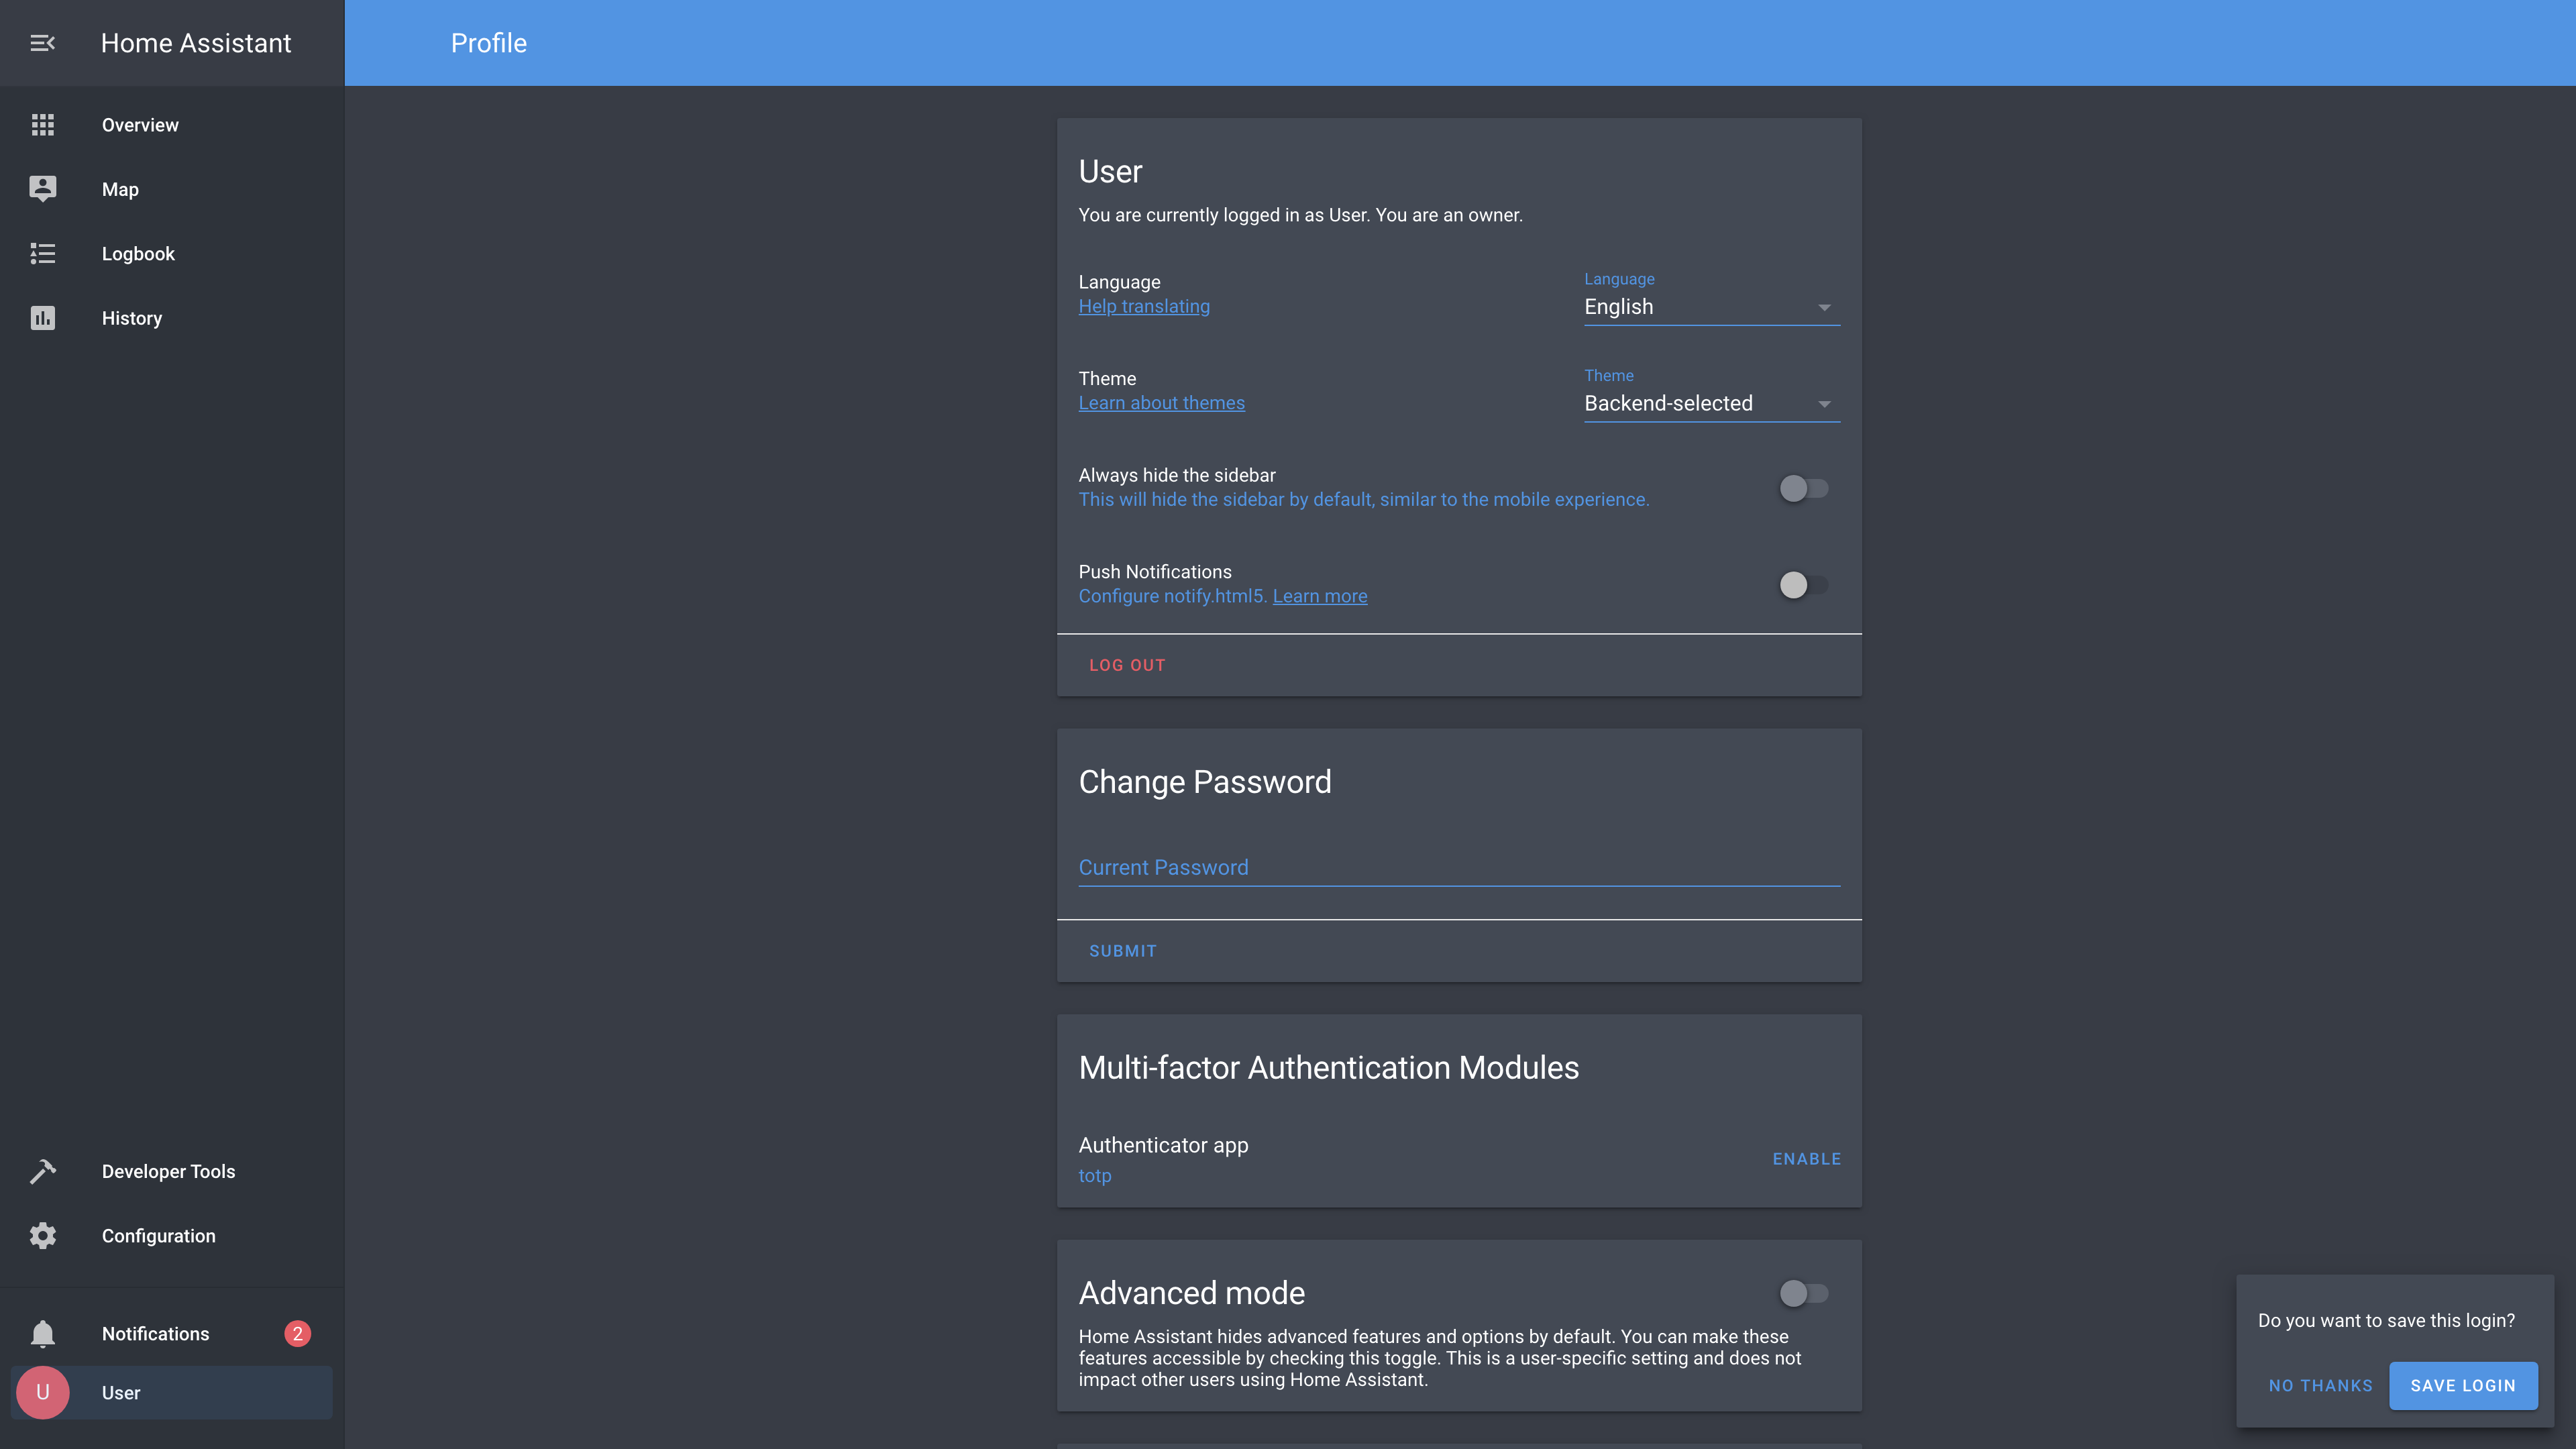 Home Assistant
Profile
Overview
Map
Logbook
History
Developer Tools
Configuration
Notifications
2
U
User
User
You are currently logged in as User. You are an owner.
Language
Help translating
Language
English
Theme
Learn about themes
Theme
Backend-selected
Always hide the sidebar
This will hide the sidebar by default, similar to the mobile experience.
Push Notifications
Configure notify.html5. Learn more
LOG OUT
Change Password
Current Password
SUBMIT
Multi-factor Authentication Modules
Authenticator app
totp
ENABLE
Advanced mode
Home Assistant hides advanced features and options by default. You can make these
features accessible by checking this toggle. This is a user-specific setting and does not
impact other users using Home Assistant.
Do you want to save this login?
NO THANKS
SAVE LOGIN